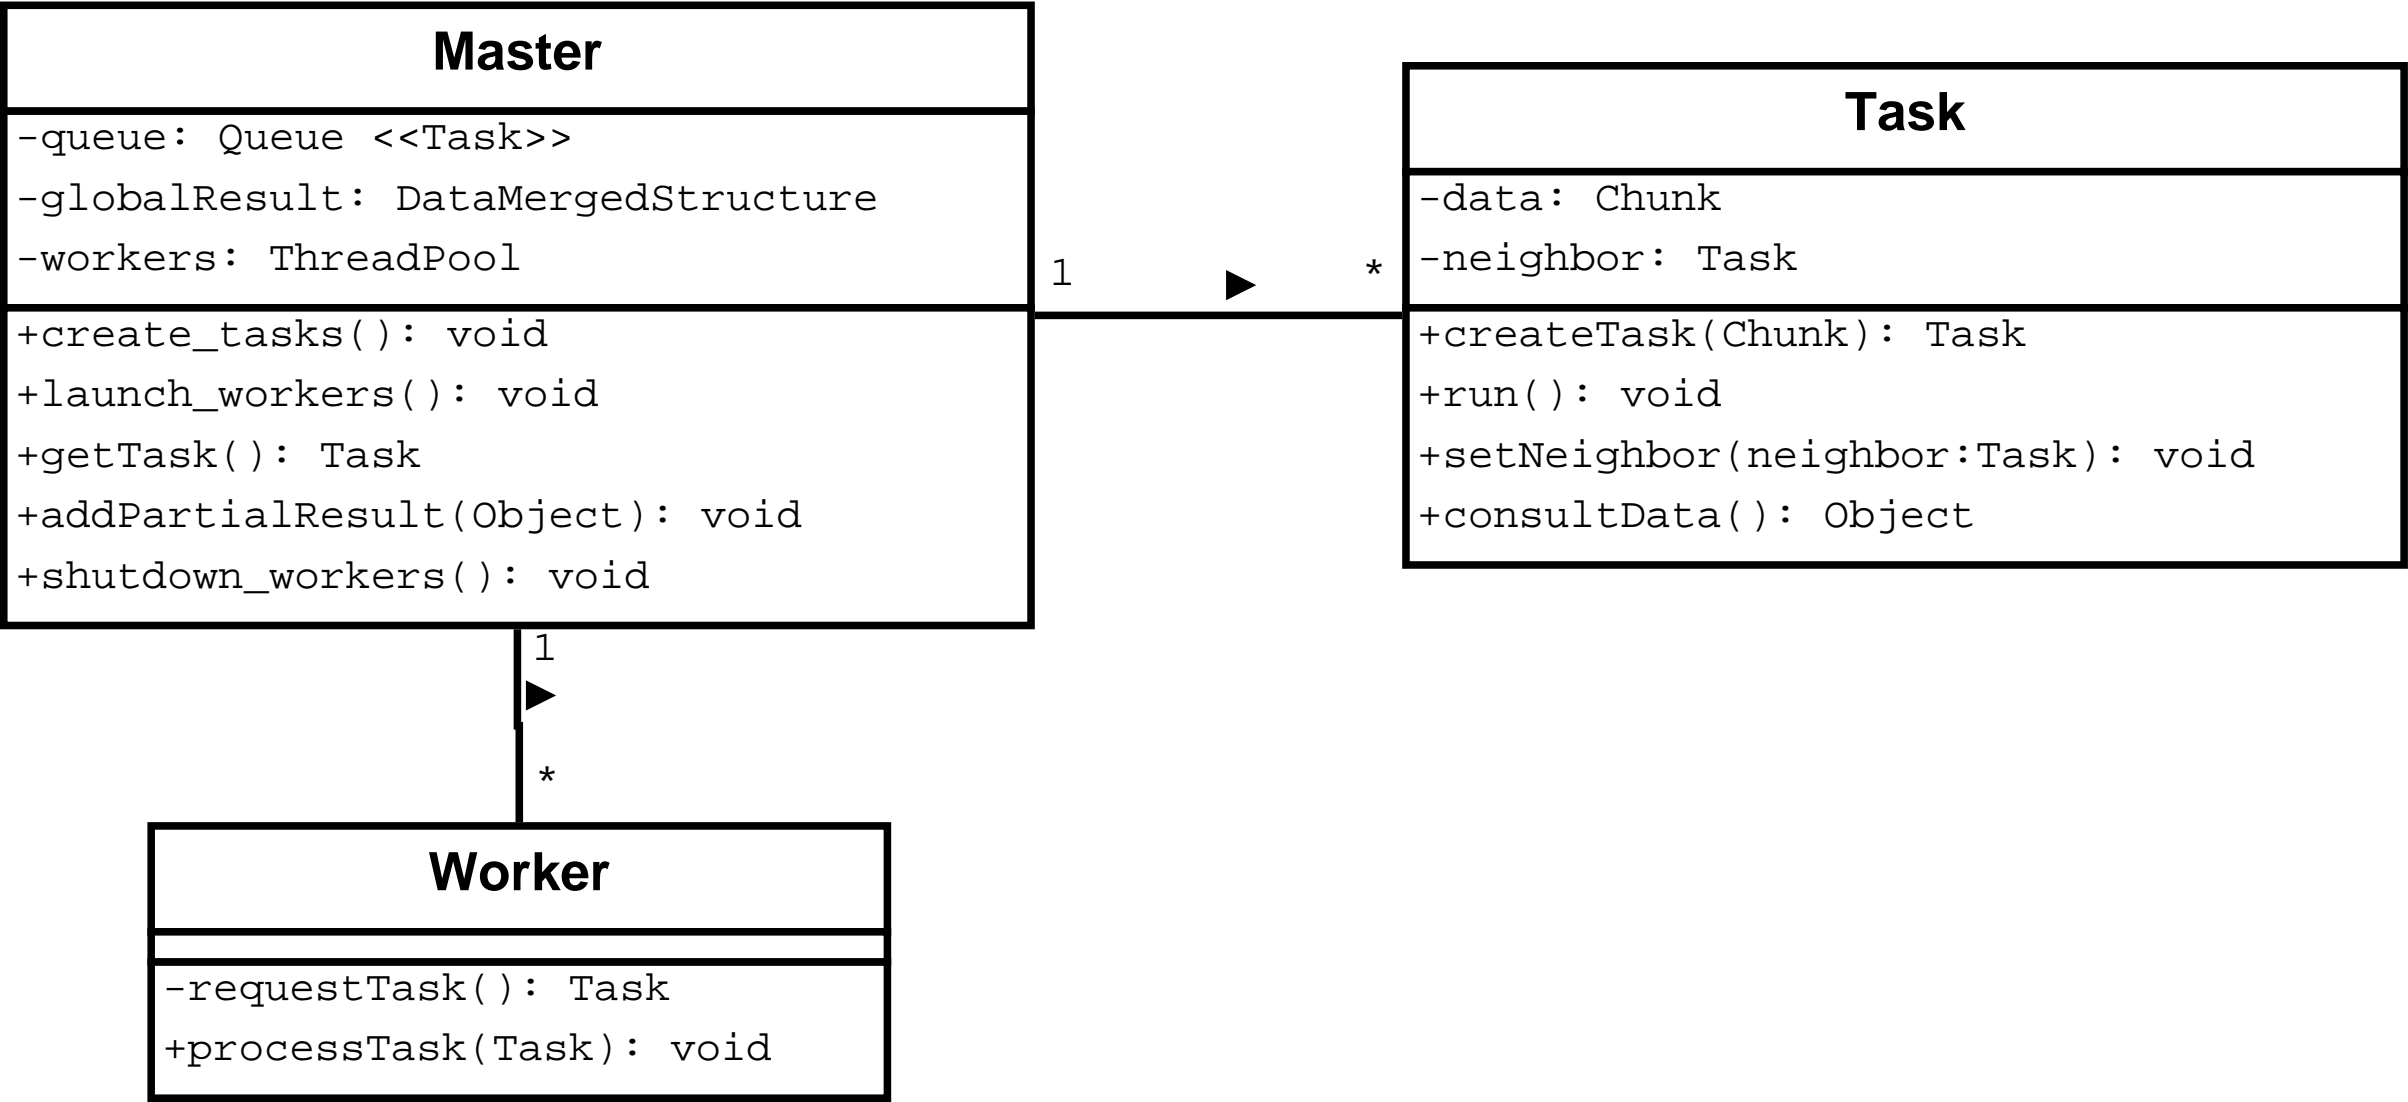 Master
-queue: Queue <<Task>>
-globalResult: DataMergedStructure
-workers: ThreadPool
+create_tasks(): void
+launch_workers(): void
+getTask(): Task
+addPartialResult(Object): void
+shutdown_workers(): void
1
*
Task
-data: Chunk
-neighbor: Task
+createTask(Chunk): Task
+run(): void
+setNeighbor(neighbor:Task): void
+consultData(): Object
1
*
Worker
-requestTask(): Task
+processTask(Task): void